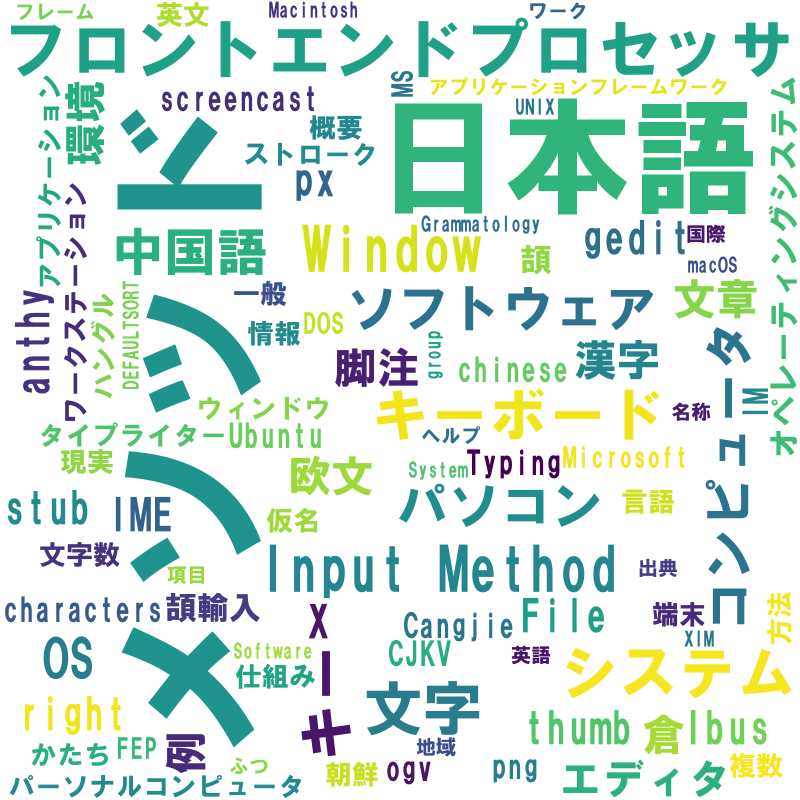 フレーム
英文
Macintosh
ワーク
フロントエンドプロセッサ
screencast
MS
アプリケーションフレームワーク
UNIX
環境
概要
ストローク
px
日本語
オペレーティングシステム
アプリケーション
ワークステーション
メソッド
中国語
Window
Grammatology
gedit
国際
頡
macOS
anthy
ハングル
DEFAULTSORT
一般
情報
DOS
ソフトウェア
文章
脚注
group
chinese
漢字
コンピュータ
IM
ウィンドウ
キーボード
名称
タイプライター
Ubuntu
ヘルプ
現実
欧文
System
Typing
Microsoft
stub
IME
仮名
パソコン
言語
文字数
項目
Input Method
出典
characters
頡輸入
X
Cangjie
File
端末
方法
XIM
OS
Software
仕組み
CJKV
英語
システム
right
キー
文字
thumb
倉
Ibus
かたち
FEP
例
ふつ
朝鮮
ogv
地域
png
エディタ
複数
パーソナルコンピュータ